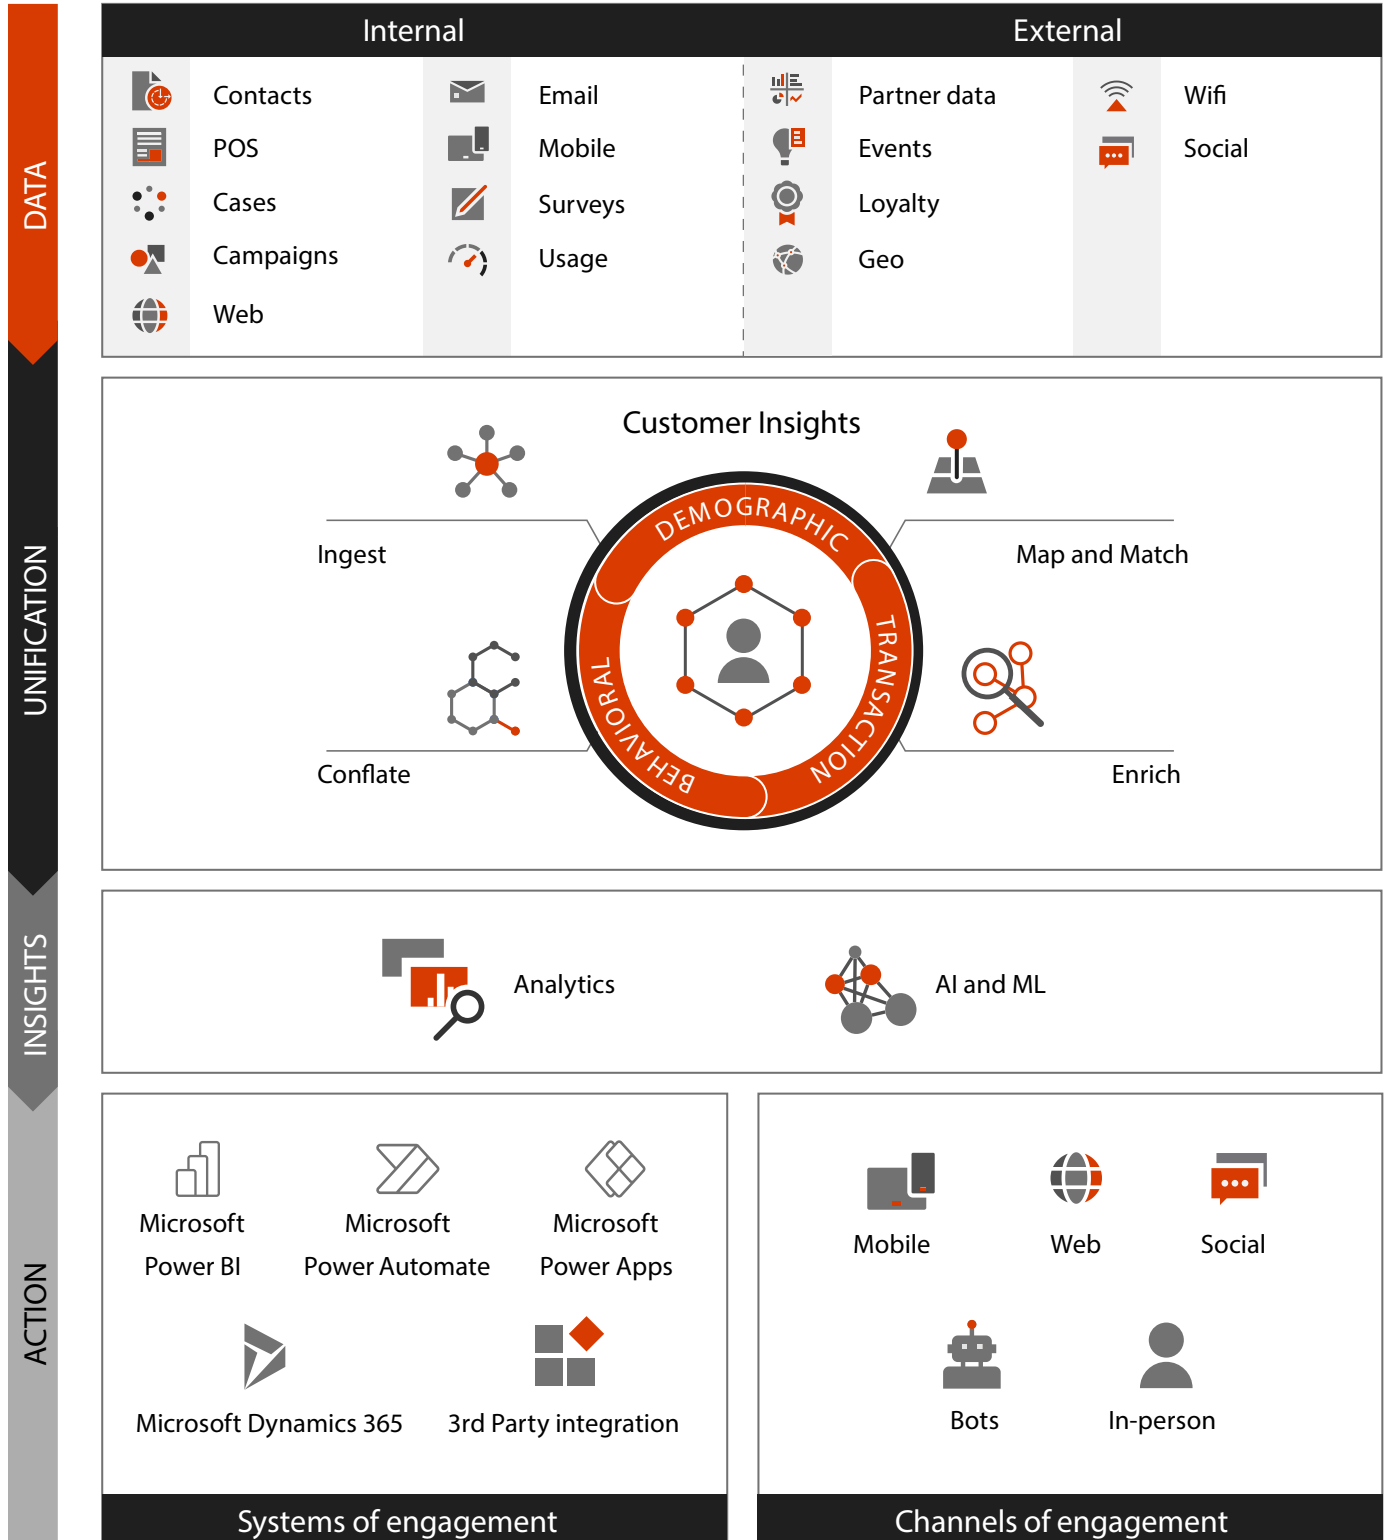 DATA
Internal
External
Contacts
POS
Cases
Campaigns
Web
Email
Mobile
Surveys
Usage
Partner data
Events
Loyalty
Geo
Wifi
Social
UNIFICATION
Customer Insights
Ingest
Map and Match
Conflate
Enrich
DEMOGRAPHIC
TRANSACTION
BEHAVIORAL
INSIGHTS
Analytics
AI and ML
ACTION
Microsoft
Power BI
Microsoft
Power Automate
Microsoft
Power Apps
Microsoft Dynamics 365
3rd Party integration
Systems of engagement
Mobile
Web
Social
Bots
In-person
Channels of engagement